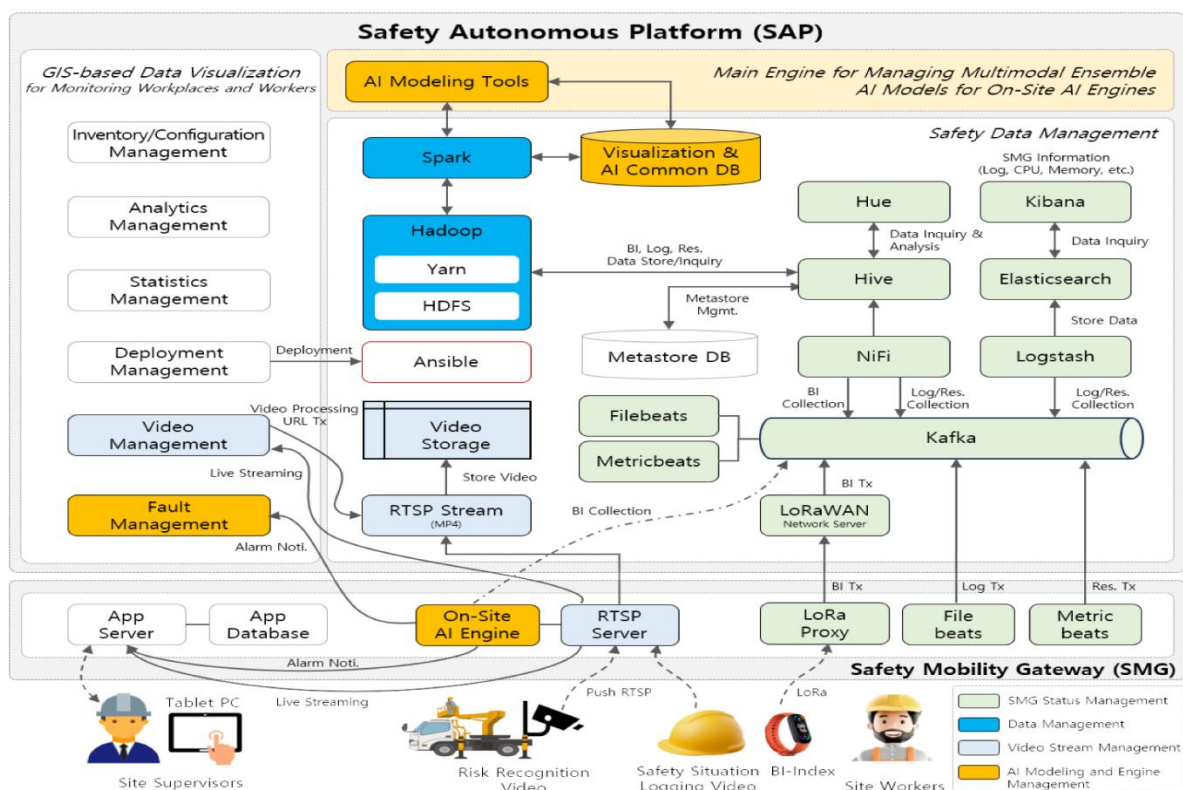 Safety Autonomous Platform (SAP)
GIS-based Data Visualization
for Monitoring Workplaces and Workers
Inventory/Configuration
Management
Analytics
Management
Statistics
Management
Deployment
Management
Deployment
Video
Management
Video Processing
URL Tx
Live Streaming
Fault
Management
Alarm Noti.
AI Modeling Tools
Main Engine for Managing Multimodal Ensemble
AI Models for On-Site AI Engines
Safety Data Management
Spark
Visualization &
AI Common DB
Hadoop
Yarn
HDFS
BI, Log, Res.
Data Store/Inquiry
SMG Information
(Log, CPU, Memory, etc.)
Hue
Kibana
Data Inquiry &
Analysis
Data Inquiry
Hive
Elasticsearch
Metastore
Mgmt.
Store Data
Ansible
Metastore DB
NiFi
Logstash
BI
Collection
Log/Res.
Collection
Log/Res.
Collection
Video
Storage
Filebeats
Metricbeats
Kafka
Store Video
RTSP Stream
(MP4)
BI Collection
BI Tx
LoRaWAN
Network Server
BI Tx
Log Tx
Res. Tx
App
Server
App
Database
On-Site
AI Engine
RTSP
Server
LoRa
Proxy
File
beats
Metric
beats
Alarm Noti.
Safety Mobility Gateway (SMG)
Live Streaming
Push RTSP
LoRa
Tablet PC
Site Supervisors
Risk Recognition
Video
Safety Situation
Logging Video
BI-Index
Site Workers
SMG Status Management
Data Management
Video Stream Management
AI Modeling and Engine
Management